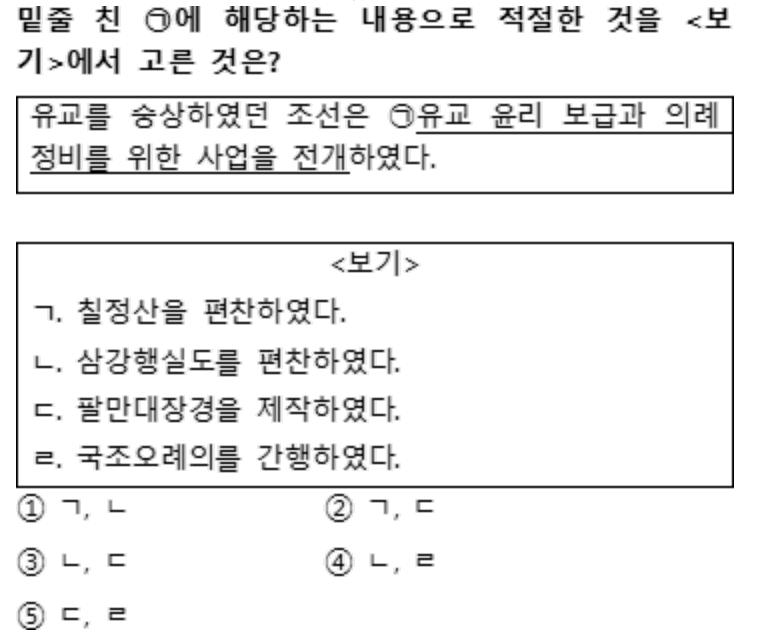 밑줄 친 ㉠에 해당하는 내용으로 적절한 것을 <보
기>에서 고른 것은?
유교를 숭상하였던 조선은 ㉠유교 윤리 보급과 의례
정비를 위한 사업을 전개하였다.
<보기>
ㄱ. 칠정산을 편찬하였다.
ㄴ. 삼강행실도를 편찬하였다.
ㄷ. 팔만대장경을 제작하였다.
ㄹ. 국조오례의를 간행하였다.
① ㄱ, ㄴ ② ㄱ, ㄷ
③ ㄴ, ㄷ ④ ㄴ, ㄹ
⑤ ㄷ, ㄹ